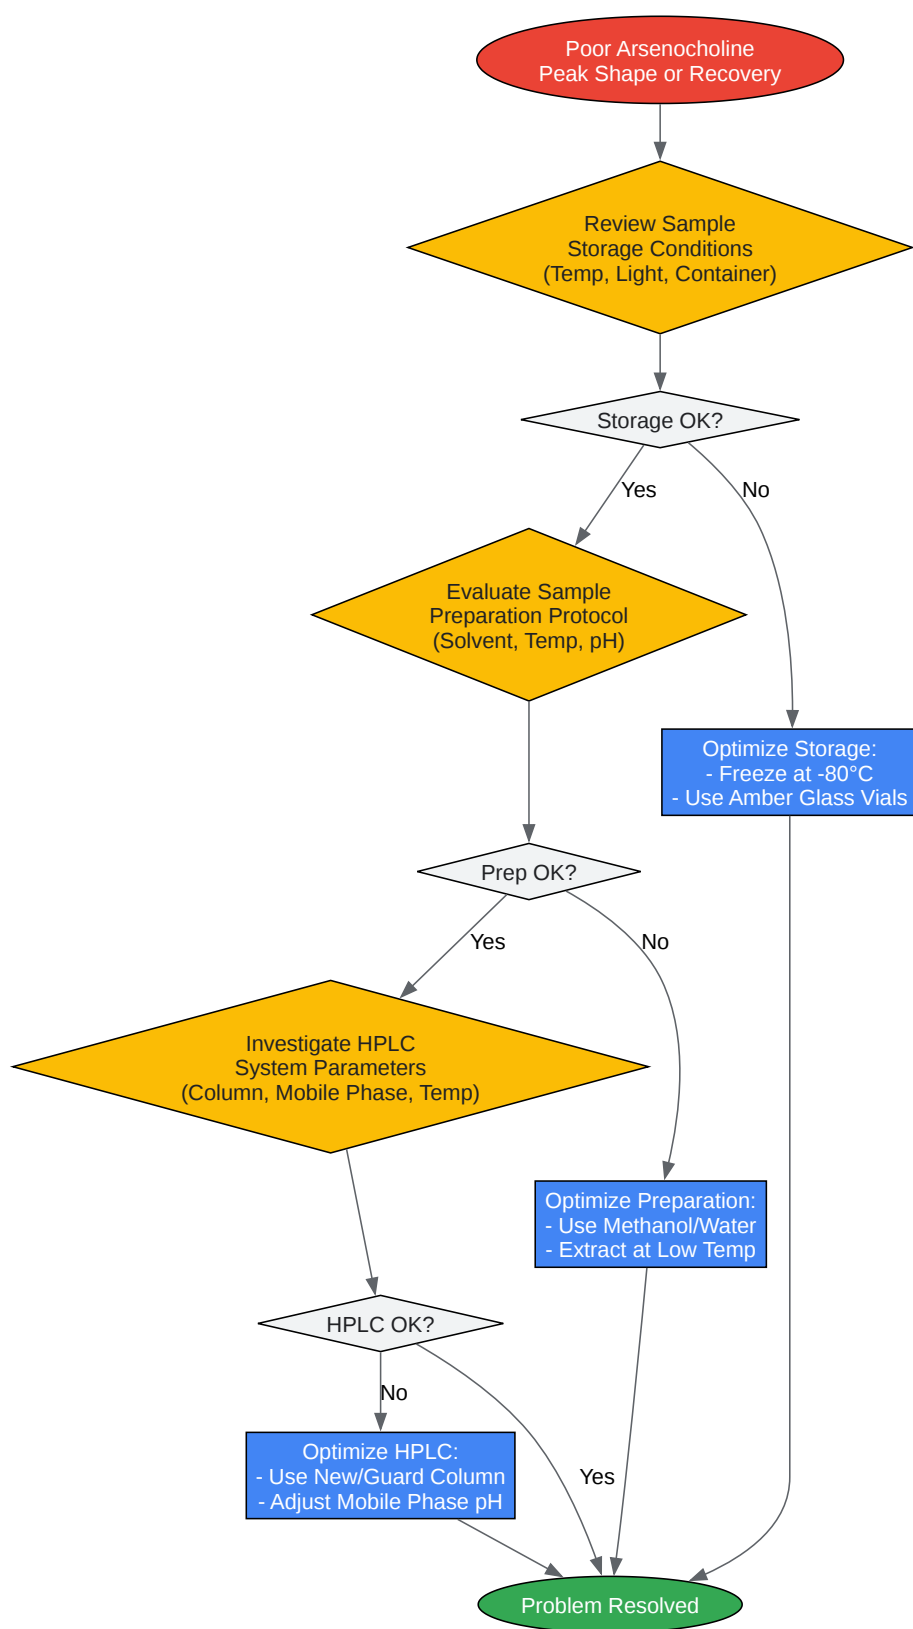 Poor Arsenocholine
Peak Shape or Recovery
Review Sample
Storage Conditions
(Temp, Light, Container)
Storage OK?
Yes
No
Evaluate Sample
Preparation Protocol
(Solvent, Temp, pH)
Optimize Storage:
- Freeze at -80°C
- Use Amber Glass Vials
Prep OK?
Yes
No
Investigate HPLC
System Parameters
(Column, Mobile Phase, Temp)
Optimize Preparation:
- Use Methanol/Water
- Extract at Low Temp
HPLC OK?
No
Optimize HPLC:
- Use New/Guard Column
- Adjust Mobile Phase pH
Yes
Problem Resolved